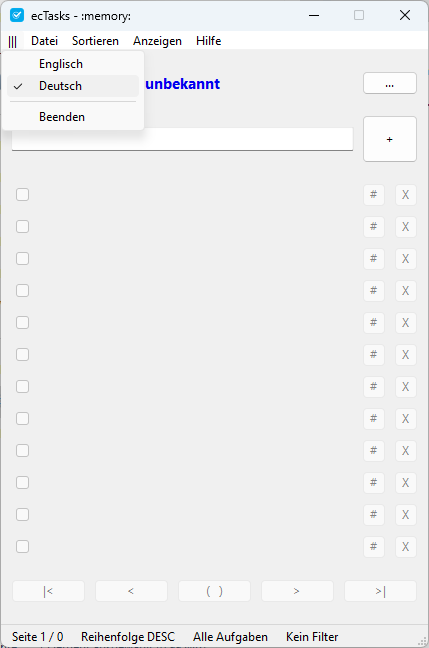 ecTasks - :memory:
||| Datei Sortieren Anzeigen Hilfe
Englisch
✓ Deutsch
Beenden
unbekannt
...
+
# X
# X
# X
# X
# X
# X
# X
# X
# X
# X
# X
# X
|< < ( ) > >|
Seite 1 / 0 Reihenfolge DESC Alle Aufgaben Kein Filter